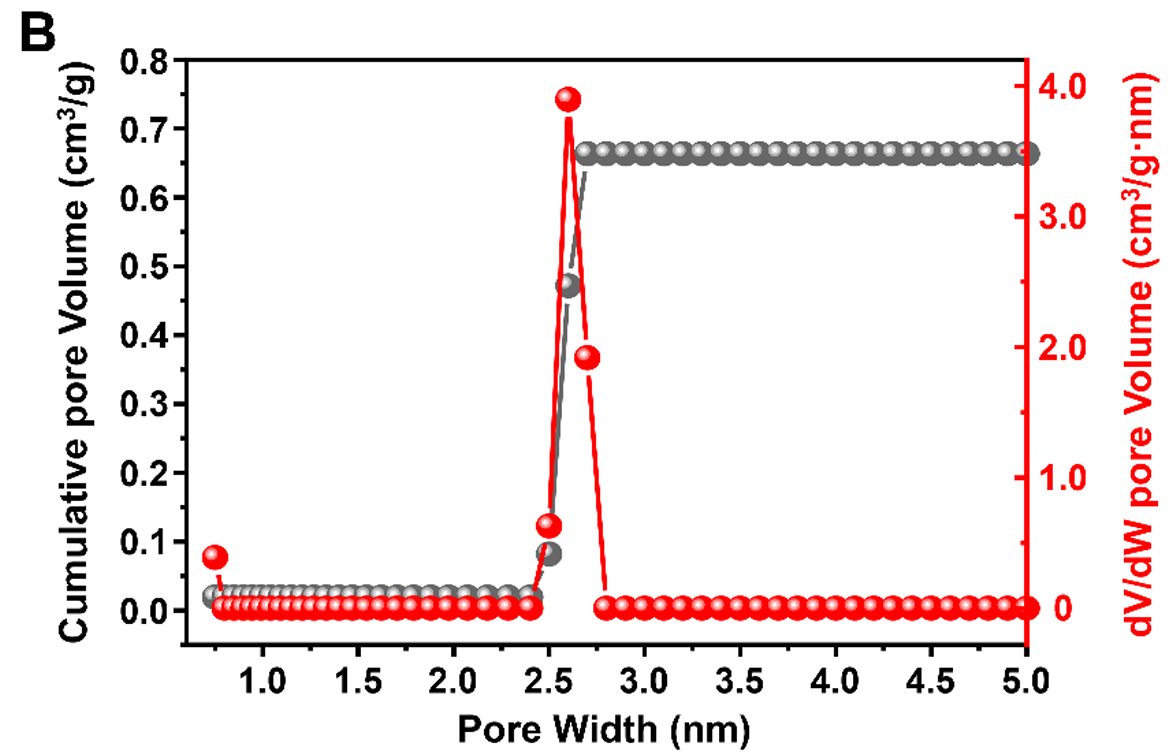 B
Cumulative pore Volume (cm³/g)
0.8
0.7
0.6
0.5
0.4
0.3
0.2
0.1
0.0
4.0
3.0
2.0
1.0
0
dV/dW pore Volume (cm³/g·nm)
1.0 1.5 2.0 2.5 3.0 3.5 4.0 4.5 5.0
Pore Width (nm)